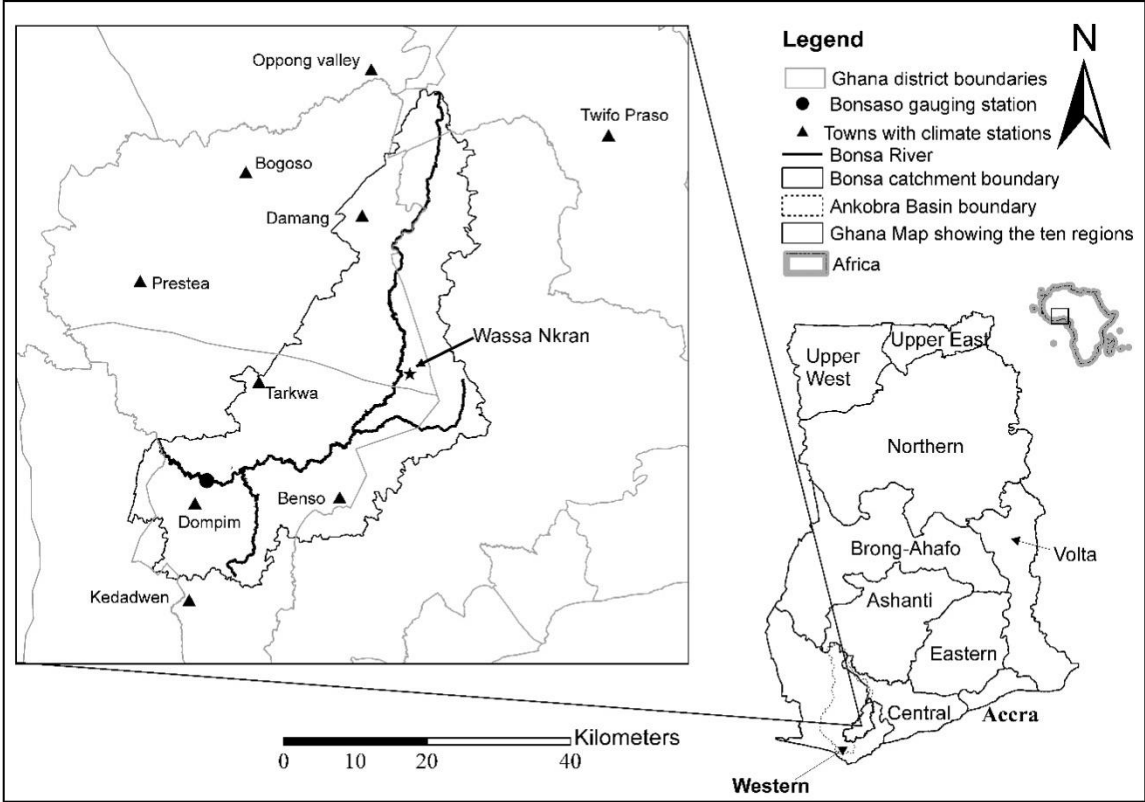 Oppong valley
Twifo Praso
Bogoso
Damang
Prestea
Wassa Nkran
Tarkwa
Benso
Dompim
Kedadwen
Legend
Ghana district boundaries
Bonsaso gauging station
Towns with climate stations
Bonsa River
Bonsa catchment boundary
Ankobra Basin boundary
Ghana Map showing the ten regions
Africa
N
Upper East
Upper
West
Northern
Brong-Ahafo
Volta
Ashanti
Eastern
Central
Accra
Western
Kilometers
0 10 20 40